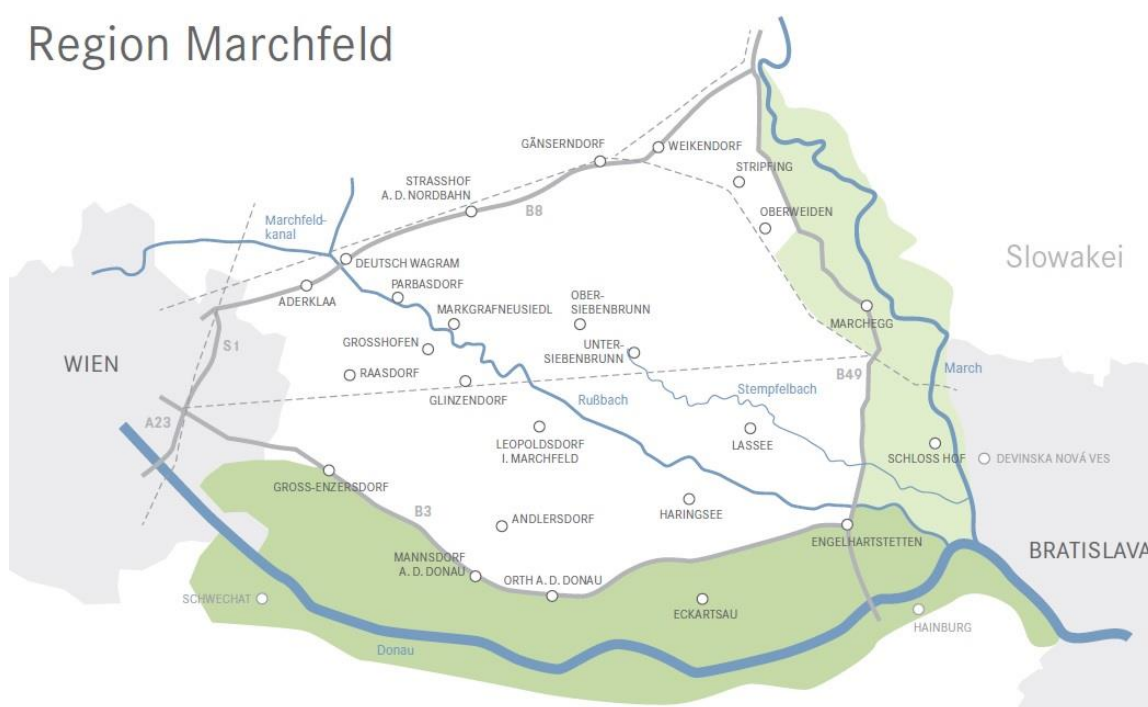 Region Marchfeld
GÄNSERNDORF
WEIKENDORF
STRIPFING
STRASSHOF
A. D. NORDBAHN
B8
OBERWEIDEN
Marchfeld-
kanal
Slowakei
DEUTSCH WAGRAM
PARBASDORF
ADERKLAA
MARKGRAFNEUSIEDL
OBER-
SIEBENBRUNN
MARCHEGG
S1
GROSSHOFEN
UNTER-
SIEBENBRUNN
WIEN
RAASDORF
B49
March
GLINZENDORF
Rußbach
Stempfelbach
A23
LEOPOLDSDORF
I. MARCHFELD
LASSEE
SCHLOSS HOF
DEVINSKA NOVÁ VES
GROSS-ENZERSDORF
B3
ANDLERSDORF
HARINGSEE
ENGELHARTSTETTEN
BRATISLAVA
MANNSDORF
A. D. DONAU
ORTH A. D. DONAU
SCHWECHAT
ECKARTSAU
HAINBURG
Donau